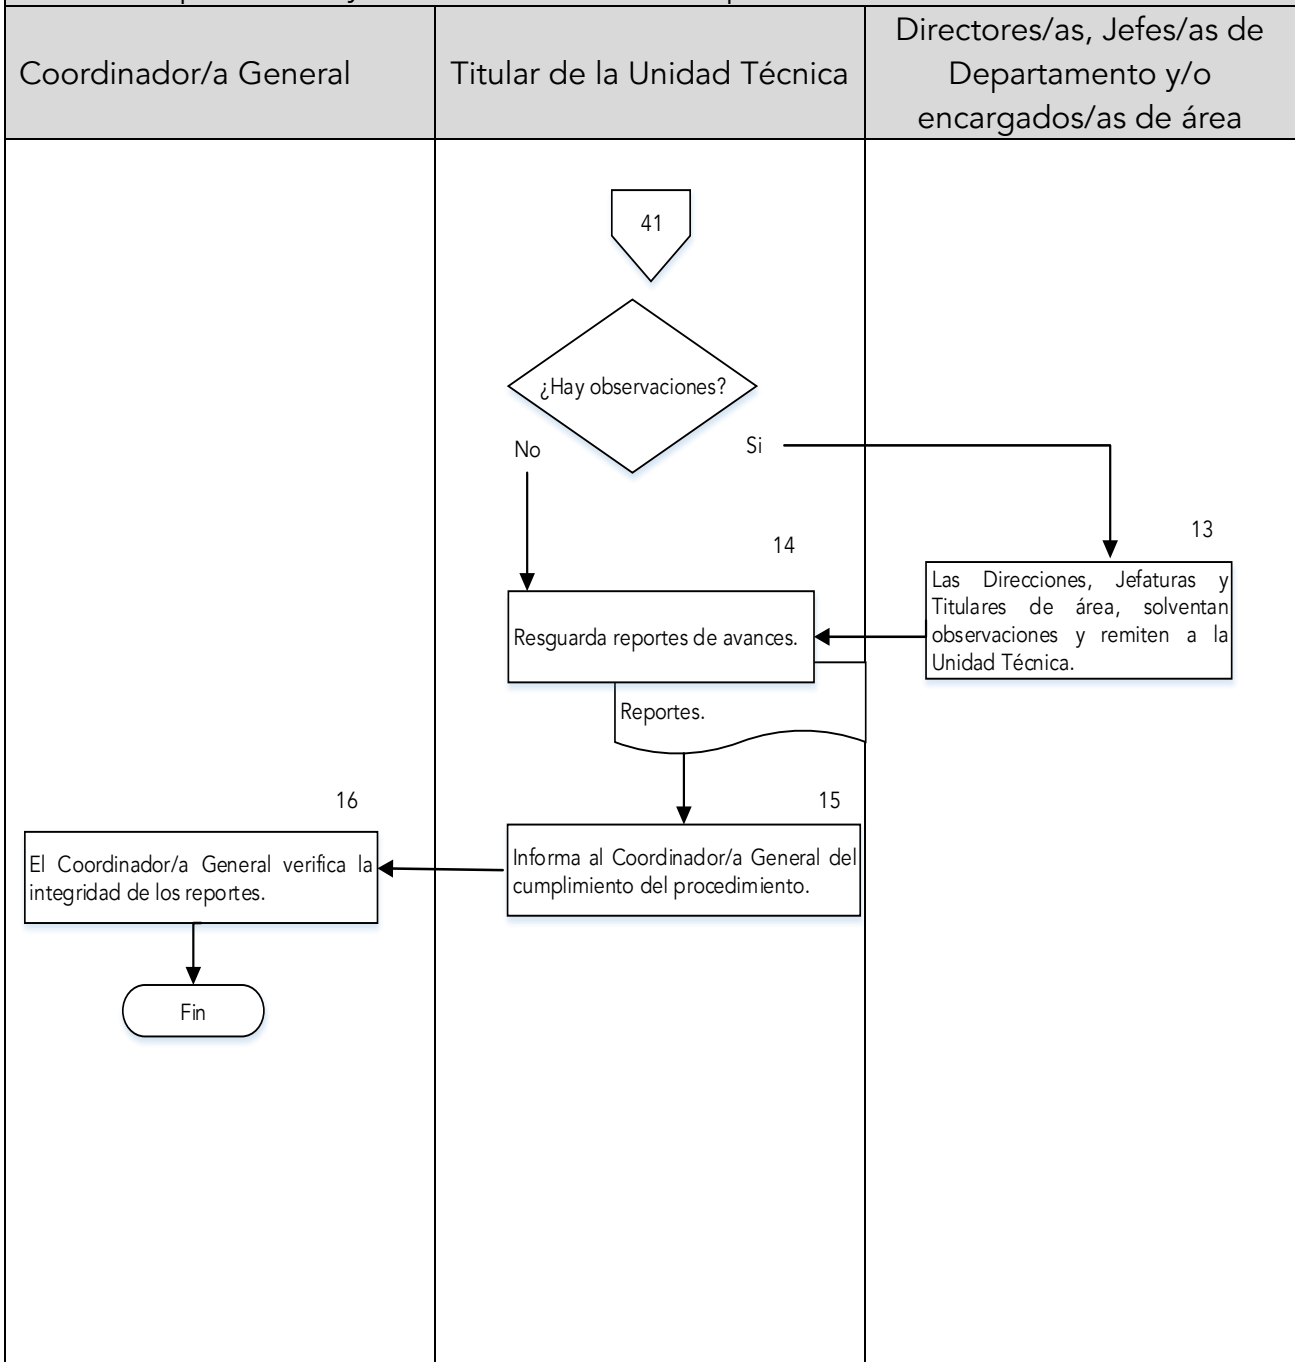 Coordinador/a General
Titular de la Unidad Técnica
Directores/as, Jefes/as de
Departamento y/o
encargados/as de área
41
¿Hay observaciones?
No
Si
13
14
Las Direcciones, Jefaturas y
Titulares de área, solventan
observaciones y remiten a la
Unidad Técnica.
Resguarda reportes de avances.
Reportes.
16
15
El Coordinador/a General verifica la
integridad de los reportes.
Informa al Coordinador/a General del
cumplimiento del procedimiento.
Fin